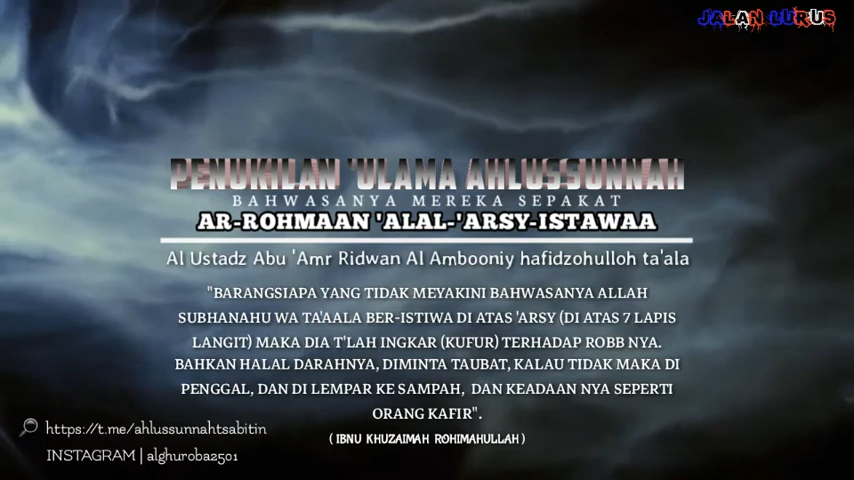 JALAN LURUS
PENUKILAN 'ULAMA AHLUSSUNNAH
BAHWASANYA MEREKA SEPAKAT
AR-ROHMAAN 'ALAL-'ARSY-ISTAWAA
Al Ustadz Abu 'Amr Ridwan Al Ambooniy hafidzohulloh ta'ala
"BARANGSIAPA YANG TIDAK MEYAKINI BAHWASANYA ALLAH
SUBHANAHU WA TA'AALA BER-ISTIWA DI ATAS 'ARSY (DI ATAS 7 LAPIS
LANGIT) MAKA DIA T'LAH INGKAR (KUFUR) TERHADAP ROBB NYA.
BAHKAN HALAL DARAHNYA, DIMINTA TAUBAT, KALAU TIDAK MAKA DI
PENGGAL, DAN DI LEMPAR KE SAMPAH, DAN KEADAAN NYA SEPERTI
ORANG KAFIR".
( IBNU KHUZAIMAH ROHIMAHULLAH )
https://t.me/ahlussunnahtsabitin
INSTAGRAM | alghuroba2501